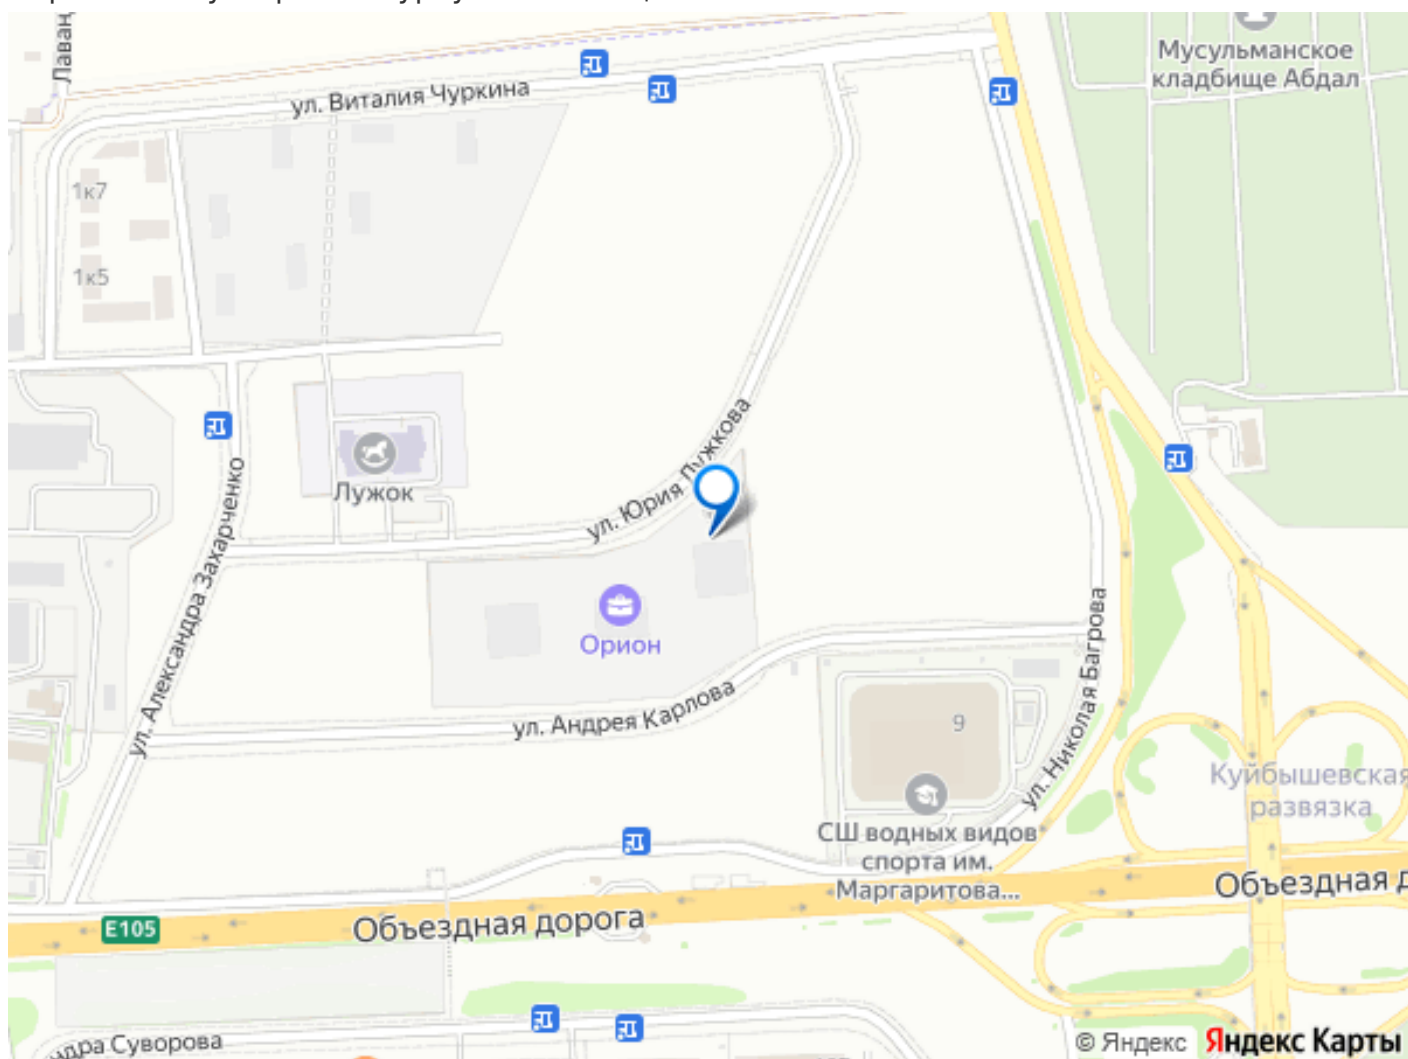 Лаванд
ул. Виталия Чуркина
Мусульманское
кладбище Абдал
1к7
1к5
ул. Александра Захарченко
Лужок
ул. Юрия Лужкова
Орион
ул. Андрея Карлова
ул. Николая Багрова
9
СШ водных видов
спорта им.
Маргаритова...
Куйбышевская
развязка
E105
Объездная дорога
Объездная д
ндра Суворова
© Яндекс
Яндекс Карты